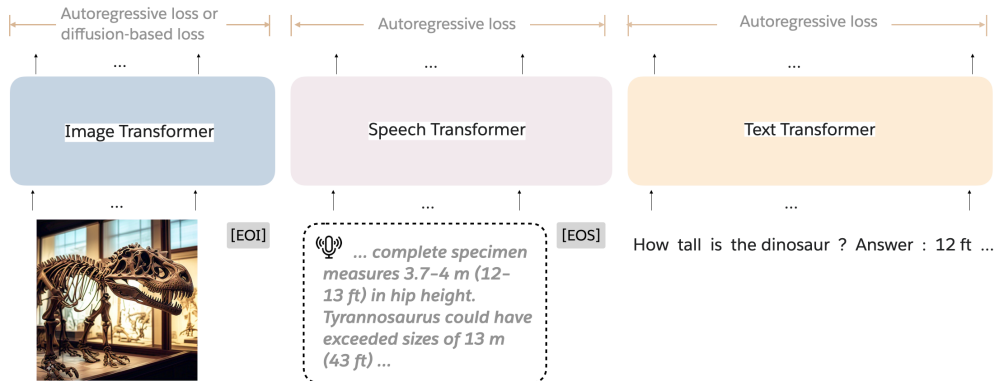 Autoregressive loss or
diffusion-based loss
Autoregressive loss
Autoregressive loss
...
...
...
Image Transformer
Speech Transformer
Text Transformer
...
...
...
[EOI]
... complete specimen
measures 3.7–4 m (12–
13 ft) in hip height.
Tyrannosaurus could have
exceeded sizes of 13 m
(43 ft) ...
[EOS]
How tall is the dinosaur ? Answer : 12 ft ...